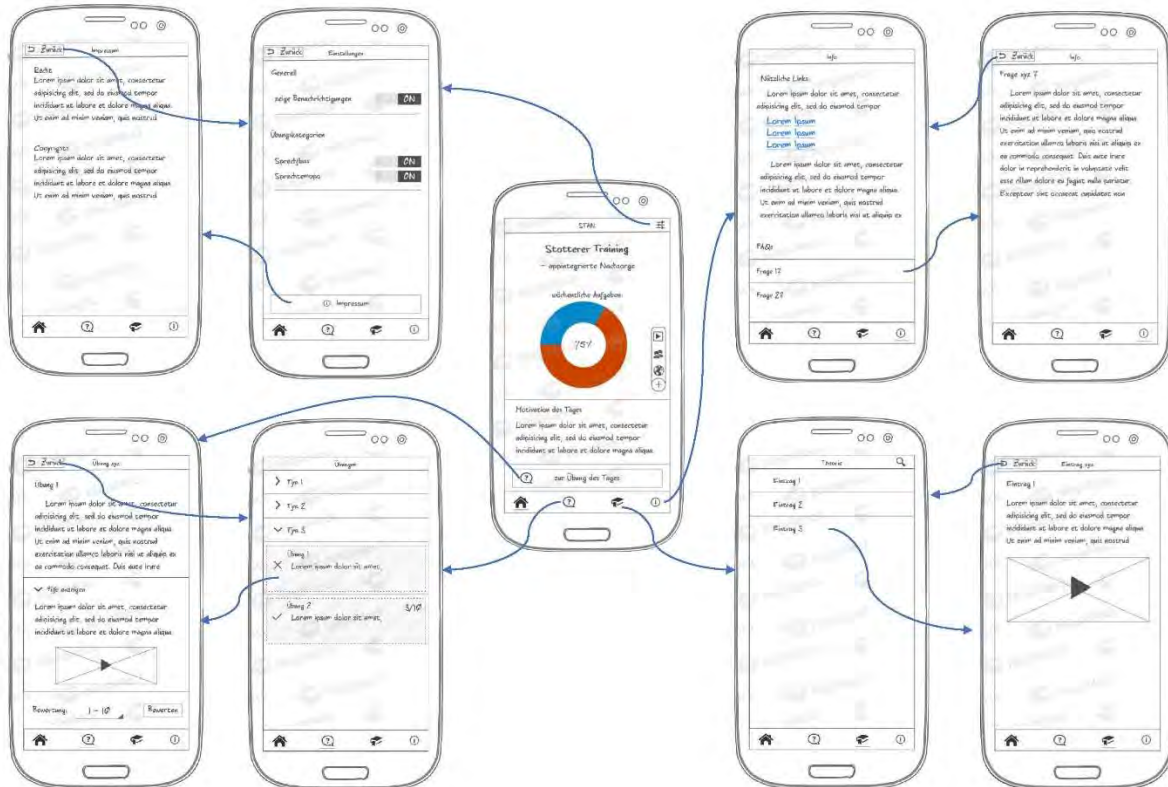 Zurück Impressum
Rechte
Lorem ipsum dolor sit amet, consectetur
adipisicing elit, sed do eiusmod tempor
incididunt ut labore et dolore magna aliqua.
Ut enim ad minim veniam, quis nostrud
Copyrights
Lorem ipsum dolor sit amet, consectetur
adipisicing elit, sed do eiusmod tempor
incididunt ut labore et dolore magna aliqua.
Ut enim ad minim veniam, quis nostrud
Zurück Einstellungen
Generell
zeige Benachrichtigungen ON
Übungskategorien
Sprechfluss ON
Sprechtempo ON
Impressum
STAN
Stotterer Training
– appintegrierte Nachsorge
wöchentliche Aufgaben:
75%
Motivation des Tages
Lorem ipsum dolor sit amet, consectetur
adipisicing elit, sed do eiusmod tempor
incididunt ut labore et dolore magna aliqua.
zur Übung des Tages
Info
Nützliche Links:
Lorem ipsum dolor sit amet, consectetur
adipisicing elit, sed do eiusmod tempor
Lorem Ipsum
Lorem Ipsum
Lorem Ipsum
Lorem ipsum dolor sit amet, consectetur
adipisicing elit, sed do eiusmod tempor
incididunt ut labore et dolore magna aliqua.
Ut enim ad minim veniam, quis nostrud
exercitation ullamco laboris nisi ut aliquip ex
FAQs
Frage 1?
Frage 2?
Zurück Info
Frage xyz ?
Lorem ipsum dolor sit amet, consectetur
adipisicing elit, sed do eiusmod tempor
incididunt ut labore et dolore magna aliqua.
Ut enim ad minim veniam, quis nostrud
exercitation ullamco laboris nisi ut aliquip ex
ea commodo consequat. Duis aute irure
dolor in reprehenderit in voluptate velit
esse cillum dolore eu fugiat nulla pariatur.
Excepteur sint occaecat cupidatat non
Zurück Übung xyz
Übung 1
Lorem ipsum dolor sit amet, consectetur
adipisicing elit, sed do eiusmod tempor
incididunt ut labore et dolore magna aliqua.
Ut enim ad minim veniam, quis nostrud
exercitation ullamco laboris nisi ut aliquip ex
ea commodo consequat. Duis aute irure
anzeigen
Lorem ipsum dolor sit amet, consectetur
adipisicing elit, sed do eiusmod tempor
incididunt ut labore et dolore magna aliqua.
Ut enim ad minim veniam, quis nostrud
Bewertung: 1 – 10 Bewerten
Übungen
Typ 1
Typ 2
Typ 3
Übung 1
Lorem ipsum dolor sit amet,
Übung 2 3/10
Lorem ipsum dolor sit amet,
Theorie
Eintrag 1
Eintrag 2
Eintrag 3
Zurück Eintrag xyz
Eintrag 1
Lorem ipsum dolor sit amet, consectetur
adipisicing elit, sed do eiusmod tempor
incididunt ut labore et dolore magna aliqua.
Ut enim ad minim veniam, quis nostrud